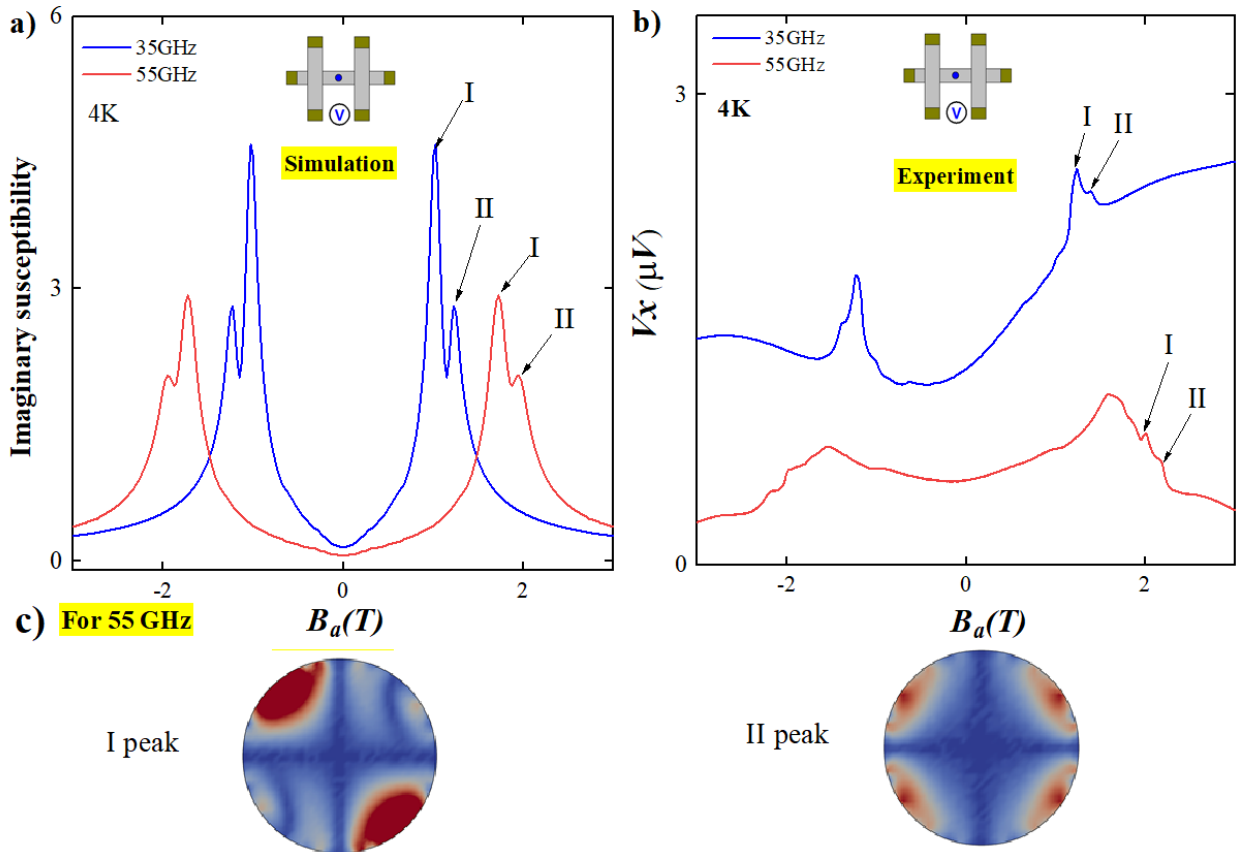 a)
6
35GHz
55GHz
4K
V
Simulation
I
II
I
II
Imaginary susceptibility
3
0
-2
0
2
B_a(T)
b)
35GHz
55GHz
4K
V
Experiment
I
II
I
II
Vx (μV)
3
0
-2
0
2
B_a(T)
c)
For 55 GHz
I peak
II peak